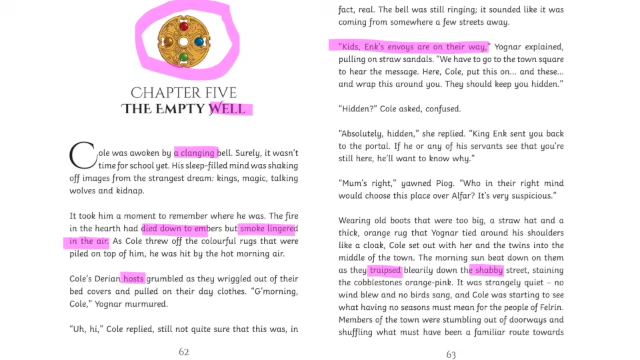 CHAPTER FIVE
THE EMPTY WELL
Cole was awoken by a clanging bell. Surely, it wasn't
time for school yet. His sleep-filled mind was shaking
off images from the strangest dream: kings, magic, talking
wolves and kidnap.
It took him a moment to remember where he was. The fire
in the hearth had died down to embers but smoke lingered
in the air. As Cole threw off the colourful rugs that were
piled on top of him, he was hit by the hot morning air.
Cole's Derian hosts grumbled as they wriggled out of their
bed covers and pulled on their day clothes. "G'morning,
Cole," Yognar murmured.
"Uh, hi," Cole replied, still not quite sure that this was, in
62
fact, real. The bell was still ringing; it sounded like it was
coming from somewhere a few streets away.
"Kids, Enk's envoys are on their way," Yognar explained,
pulling on straw sandals. "We have to go to the town square
to hear the message. Here, Cole, put this on... and these...
and wrap this around you. They should keep you hidden."
"Hidden?" Cole asked, confused.
"Absolutely, hidden," she replied. "King Enk sent you back
to the portal. If he or any of his servants see that you're
still here, he'll want to know why."
"Mum's right," yawned Piog. "Who in their right mind
would choose this place over Alfar? It's very suspicious."
Wearing old boots that were too big, a straw hat and a
thick, orange rug that Yognar tied around his shoulders
like a cloak, Cole set out with her and the twins into the
middle of the town. The morning sun beat down on them
as they traipsed blearily down the shabby street, staining
the cobblestones orange-pink. It was strangely quiet – no
wind blew and no birds sang, and Cole was starting to see
what having no seasons must mean for the people of Felrin.
Members of the town were stumbling out of doorways and
shuffling what must have been a familiar route towards
63